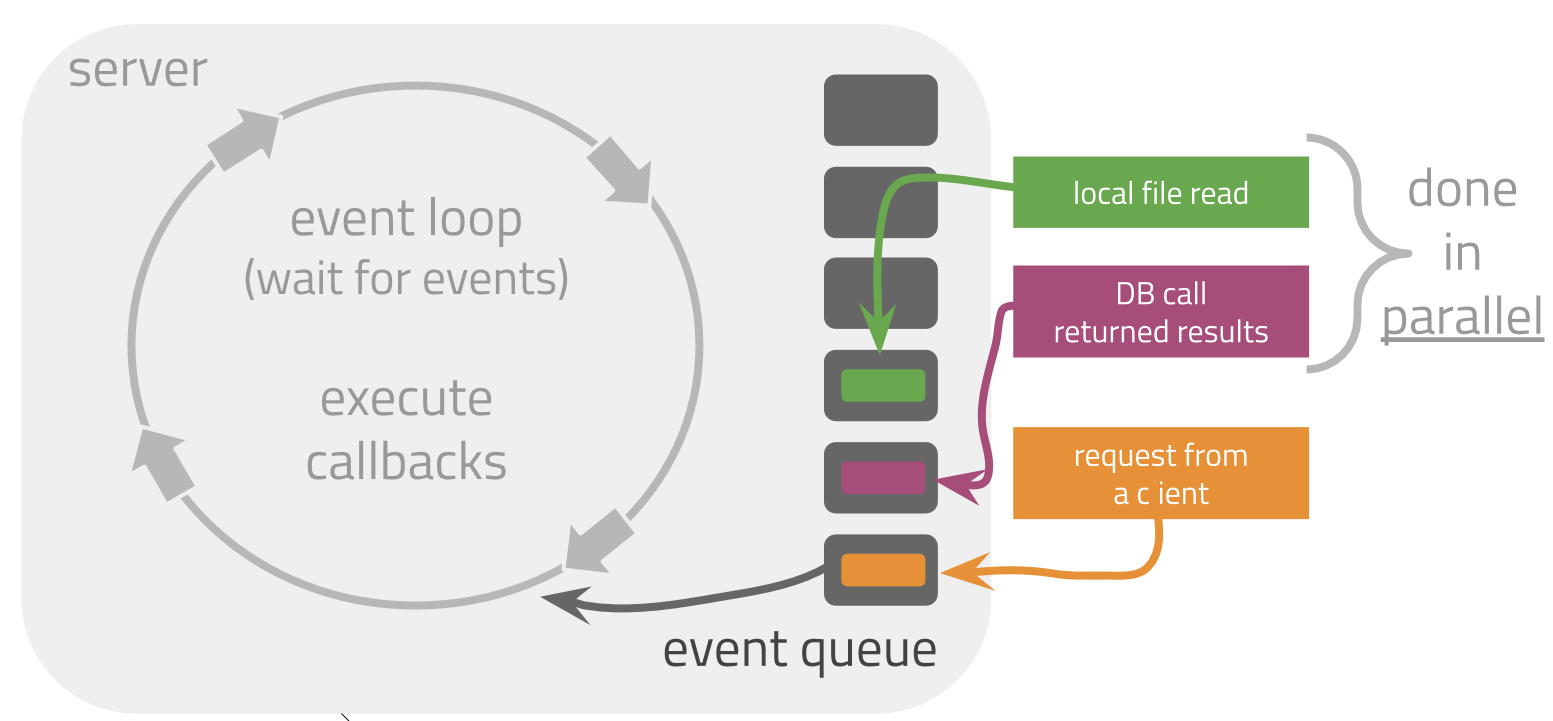 server
event loop
(wait for events)
execute
callbacks
event queue
local file read
DB call
returned results
request from
a c ient
done
in
parallel